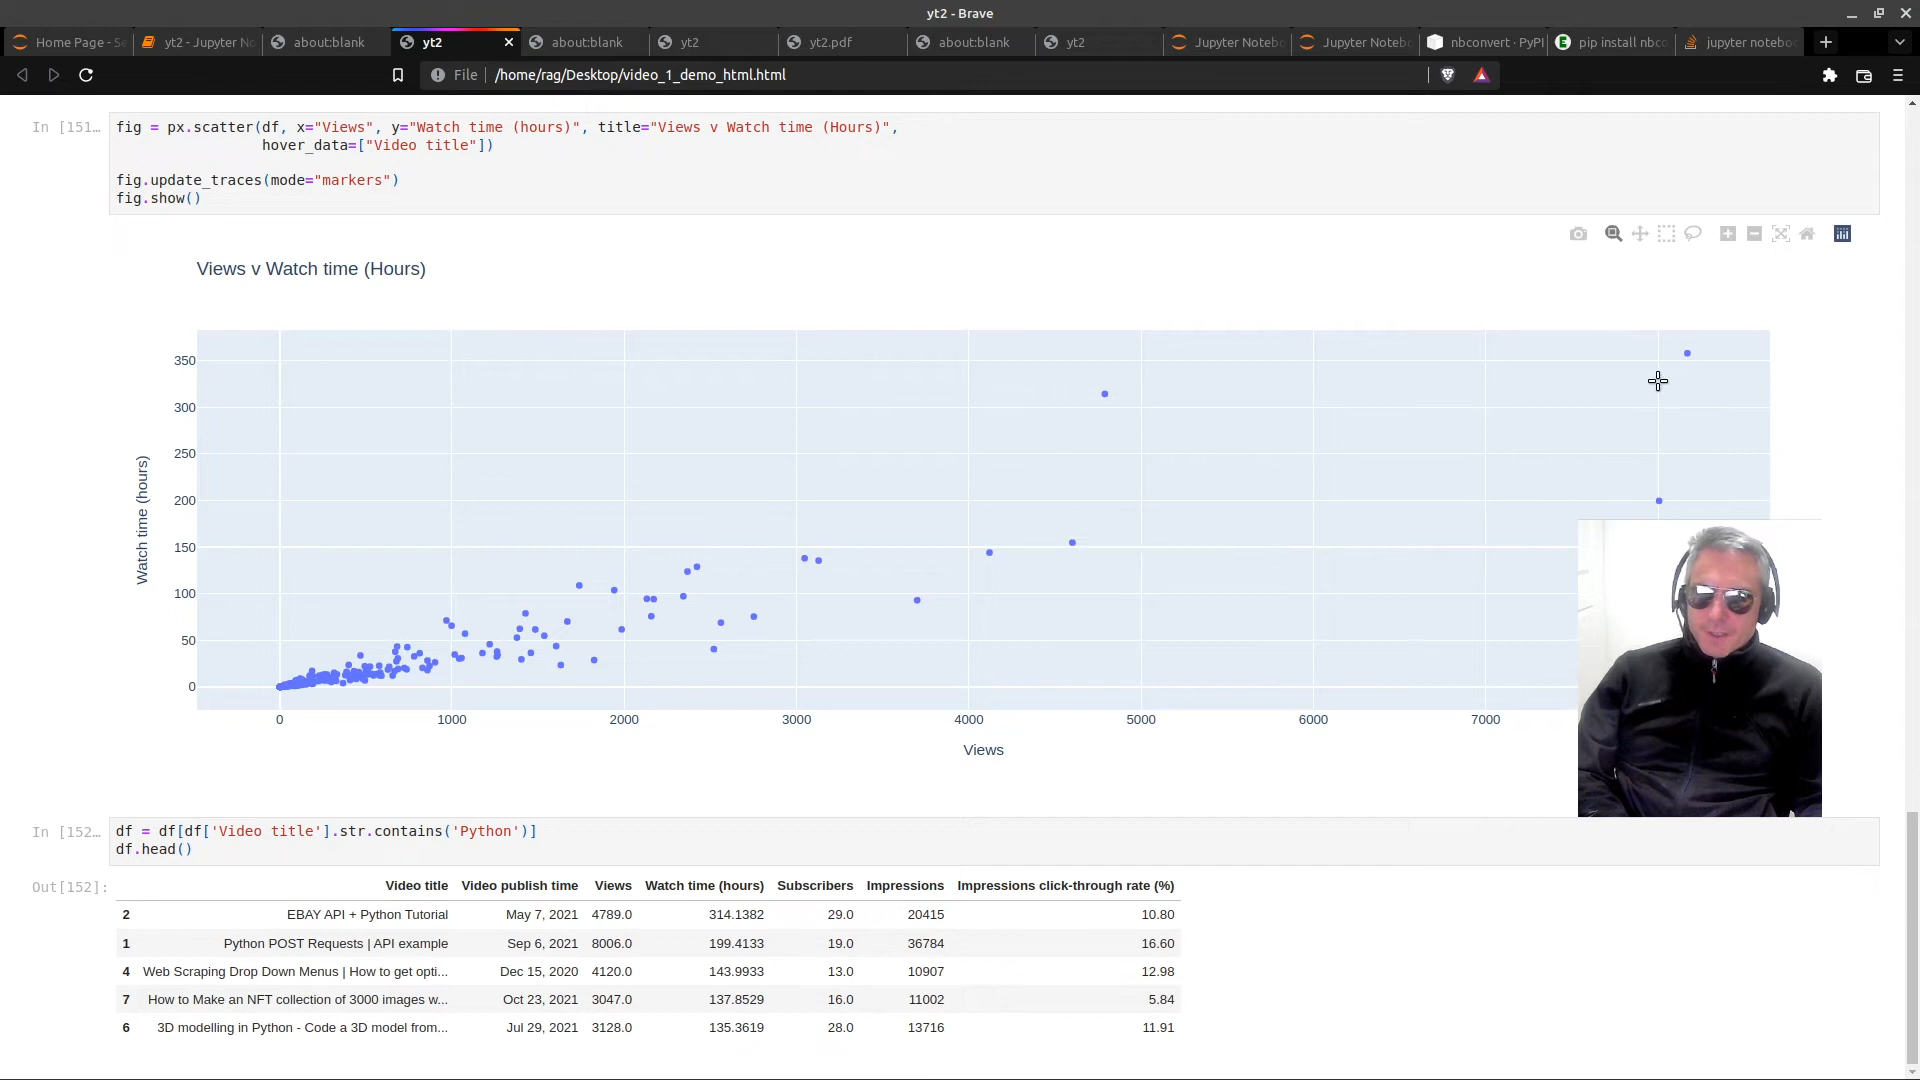 yt2 - Brave
Home Page - Se
yt2 - Jupyter No
about:blank
yt2
about:blank
yt2
yt2.pdf
about:blank
yt2
Jupyter Notebo
Jupyter Notebo
nbconvert · PyPI
pip install nbco
jupyter noteboo
File
/home/rag/Desktop/video_1_demo_html.html
In [151…
fig = px.scatter(df, x="Views", y="Watch time (hours)", title="Views v Watch time (Hours)",
hover_data=["Video title"])
fig.update_traces(mode="markers")
fig.show()
Views v Watch time (Hours)
350
300
250
200
150
100
50
0
Watch time (hours)
0 1000 2000 3000 4000 5000 6000 7000
Views
In [152…
df = df[df['Video title'].str.contains('Python')]
df.head()
Out[152]:
Video title Video publish time Views Watch time (hours) Subscribers Impressions Impressions click-through rate (%)
2 EBAY API + Python Tutorial May 7, 2021 4789.0 314.1382 29.0 20415 10.80
1 Python POST Requests | API example Sep 6, 2021 8006.0 199.4133 19.0 36784 16.60
4 Web Scraping Drop Down Menus | How to get opti... Dec 15, 2020 4120.0 143.9933 13.0 10907 12.98
7 How to Make an NFT collection of 3000 images w... Oct 23, 2021 3047.0 137.8529 16.0 11002 5.84
6 3D modelling in Python - Code a 3D model from... Jul 29, 2021 3128.0 135.3619 28.0 13716 11.91